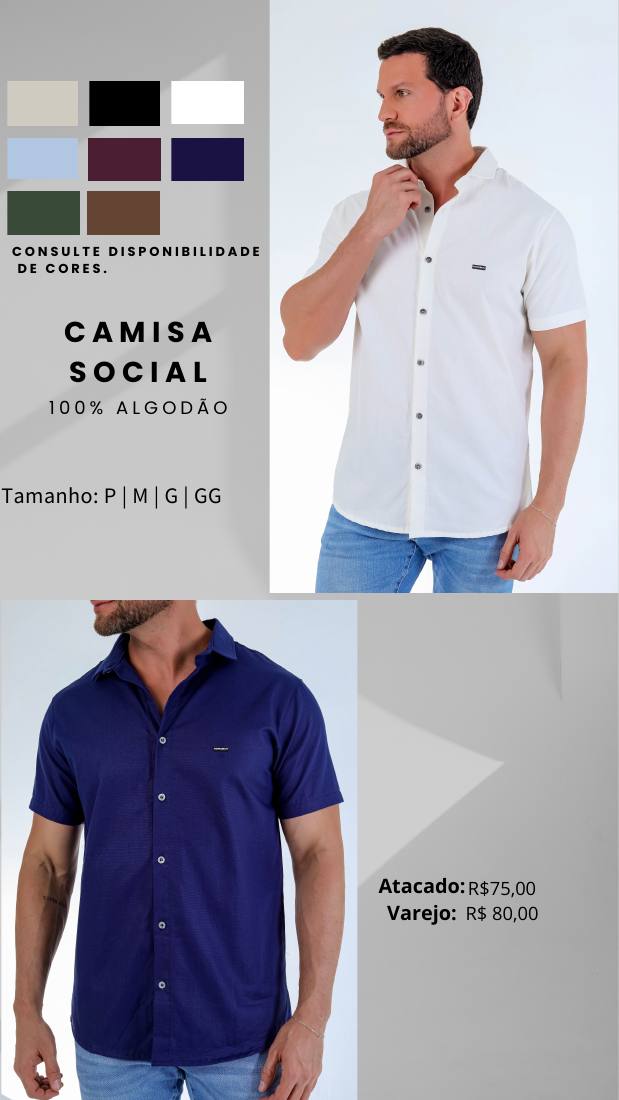 CONSULTE DISPONIBILIDADE
DE CORES.
CAMISA
SOCIAL
100% ALGODÃO
Tamanho: P | M | G | GG
Atacado: R$75,00
Varejo: R$ 80,00